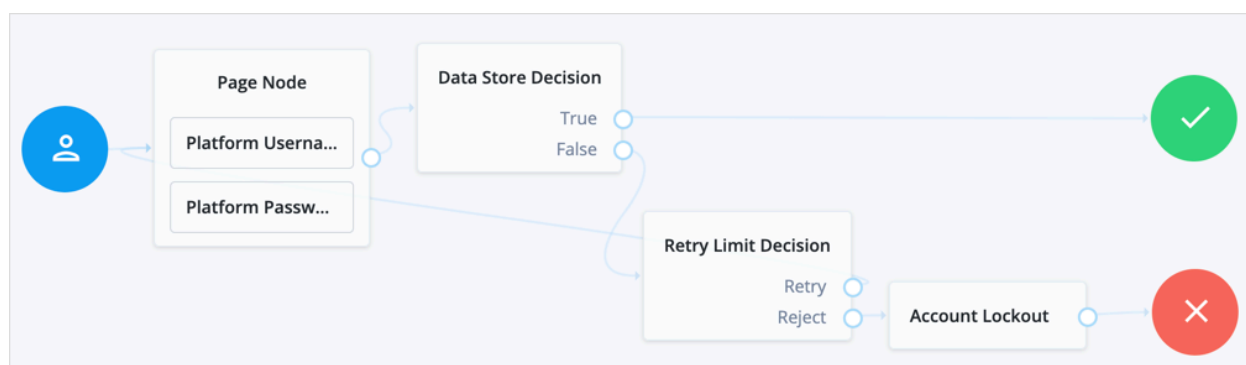 Page Node
Platform Userna...
Platform Passw...
Data Store Decision
True
False
Retry Limit Decision
Retry
Reject
Account Lockout